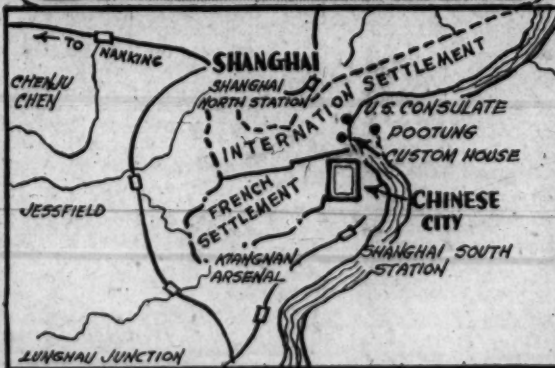 TO NANKING
SHANGHAI
CHENJU
CHEN
SHANGHAI
NORTH STATION
INTERNATION SETTLEMENT
U.S. CONSULATE
POOTUNG
CUSTOM HOUSE
JESSFIELD
FRENCH
SETTLEMENT
CHINESE
CITY
KIANGNAN
ARSENAL
SHANGHAI SOUTH
STATION
LUNGHAU JUNCTION